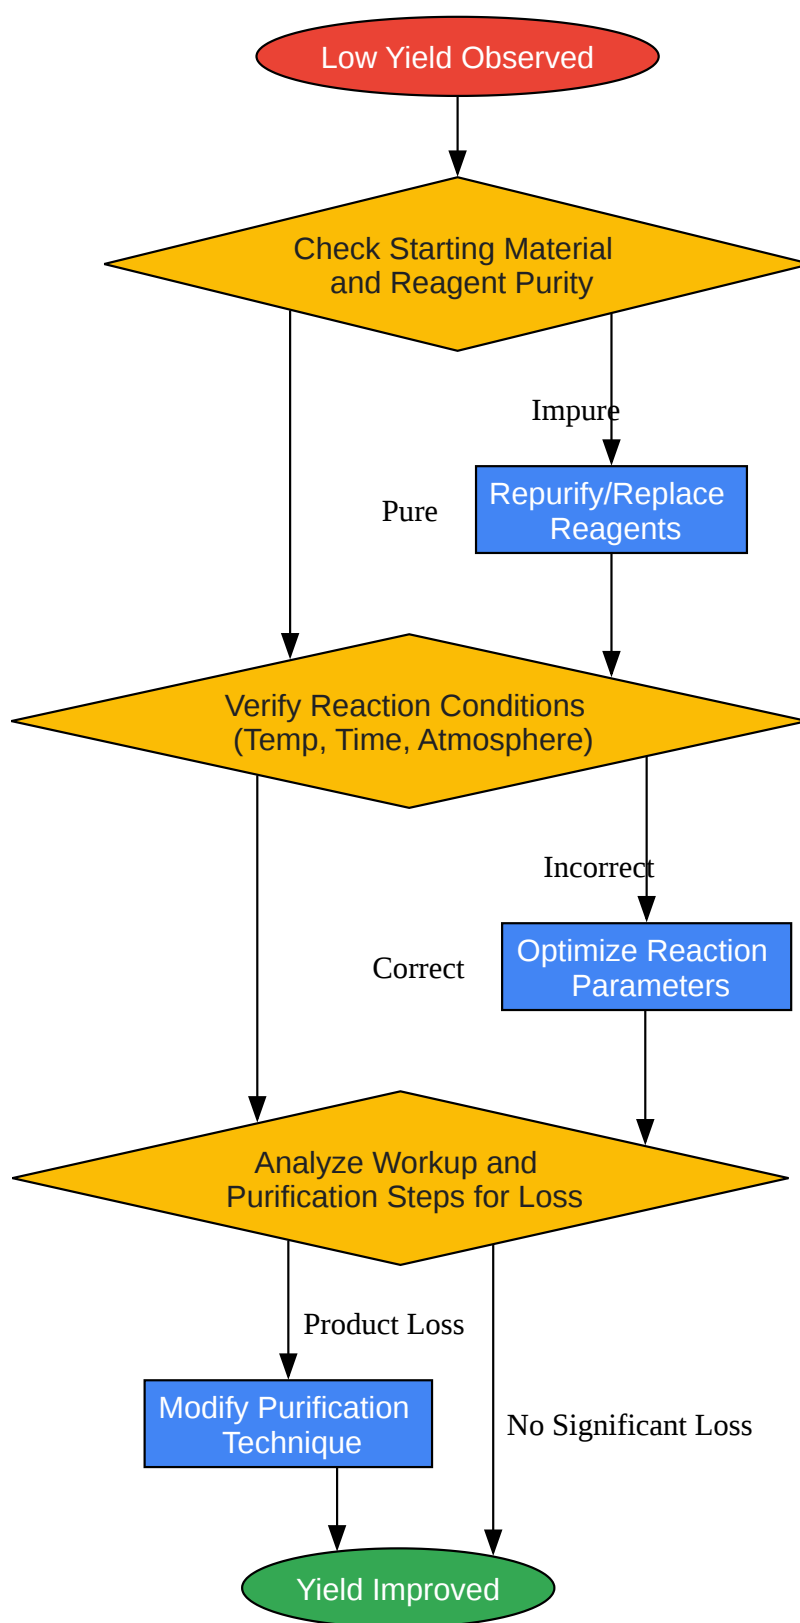 Low Yield Observed
Check Starting Material
and Reagent Purity
Impure
Repurify/Replace
Reagents
Pure
Verify Reaction Conditions
(Temp, Time, Atmosphere)
Incorrect
Optimize Reaction
Parameters
Correct
Analyze Workup and
Purification Steps for Loss
Product Loss
Modify Purification
Technique
No Significant Loss
Yield Improved